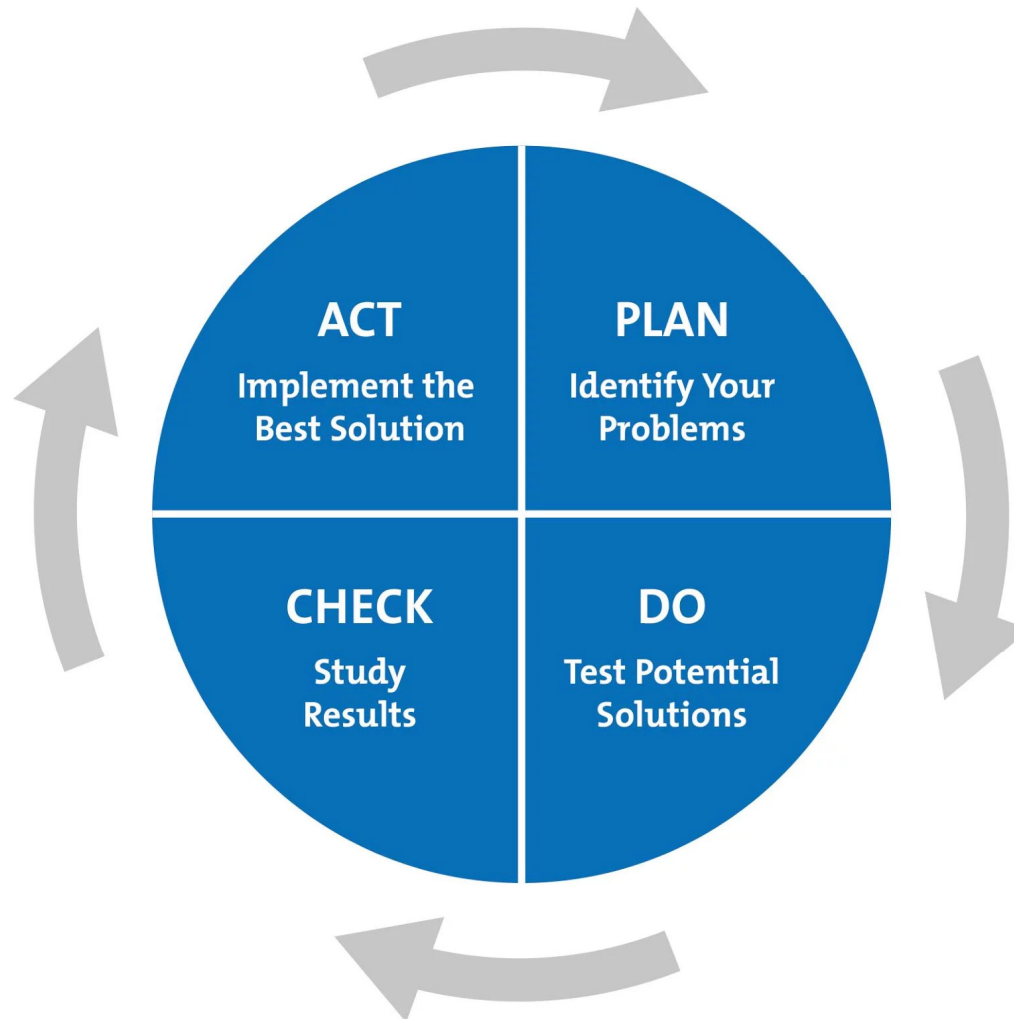 ACT
Implement the
Best Solution
PLAN
Identify Your
Problems
CHECK
Study
Results
DO
Test Potential
Solutions